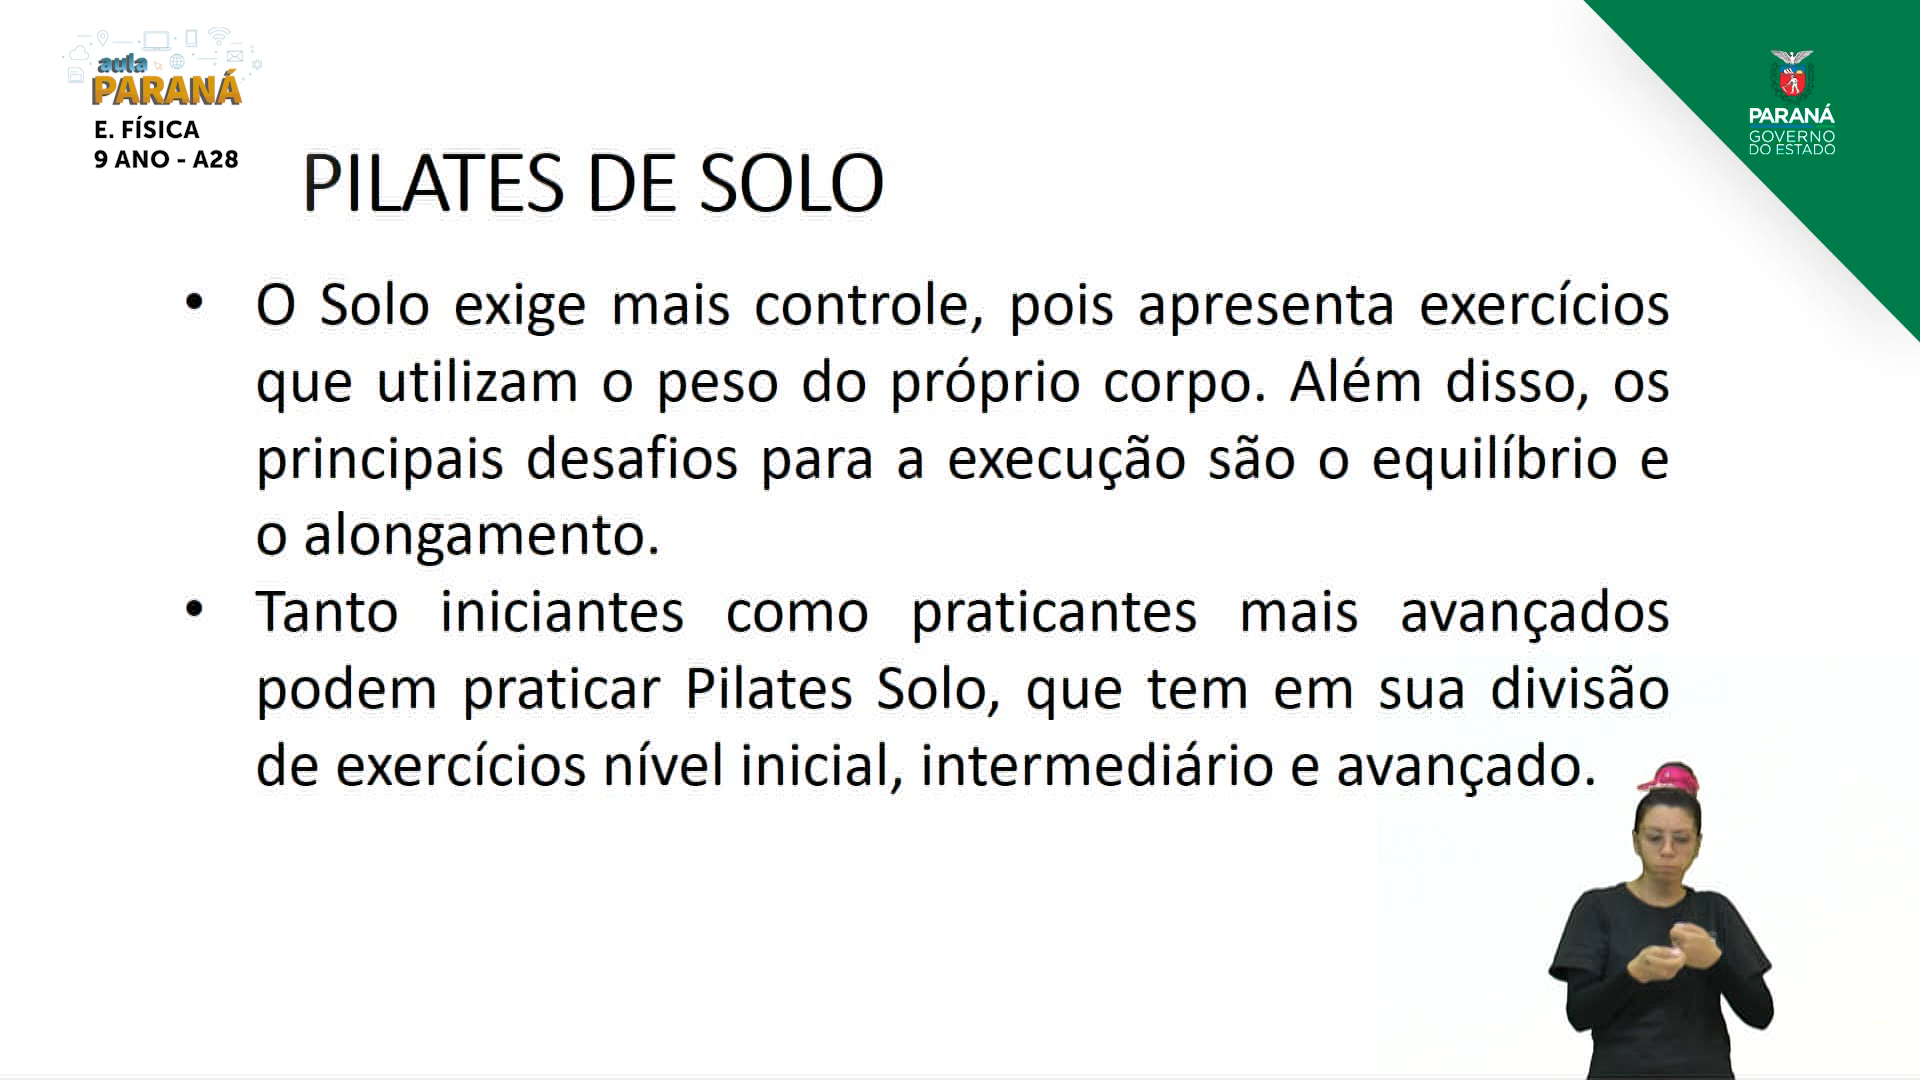 aula
PARANÁ
E. FÍSICA
9 ANO - A28
PARANÁ
GOVERNO
DO ESTADO
PILATES DE SOLO
• O Solo exige mais controle, pois apresenta exercícios
que utilizam o peso do próprio corpo. Além disso, os
principais desafios para a execução são o equilíbrio e
o alongamento.
• Tanto iniciantes como praticantes mais avançados
podem praticar Pilates Solo, que tem em sua divisão
de exercícios nível inicial, intermediário e avançado.